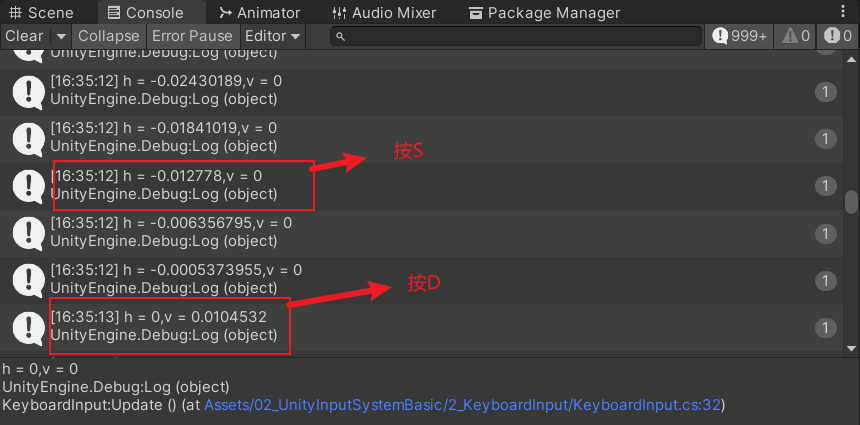 Scene Console Animator Audio Mixer Package Manager
Clear Collapse Error Pause Editor 999+ 0 0
UnityEngine.Debug:Log (object)
[16:35:12] h = -0.02430189,v = 0
UnityEngine.Debug:Log (object) 1
[16:35:12] h = -0.01841019,v = 0
UnityEngine.Debug:Log (object) 1
按S
[16:35:12] h = -0.012778,v = 0
UnityEngine.Debug:Log (object) 1
[16:35:12] h = -0.006356795,v = 0
UnityEngine.Debug:Log (object) 1
[16:35:12] h = -0.0005373955,v = 0
UnityEngine.Debug:Log (object) 1
按D
[16:35:13] h = 0,v = 0.0104532
UnityEngine.Debug:Log (object) 1
h = 0,v = 0
UnityEngine.Debug:Log (object)
KeyboardInput:Update () (at Assets/02_UnityInputSystemBasic/2_KeyboardInput/KeyboardInput.cs:32)